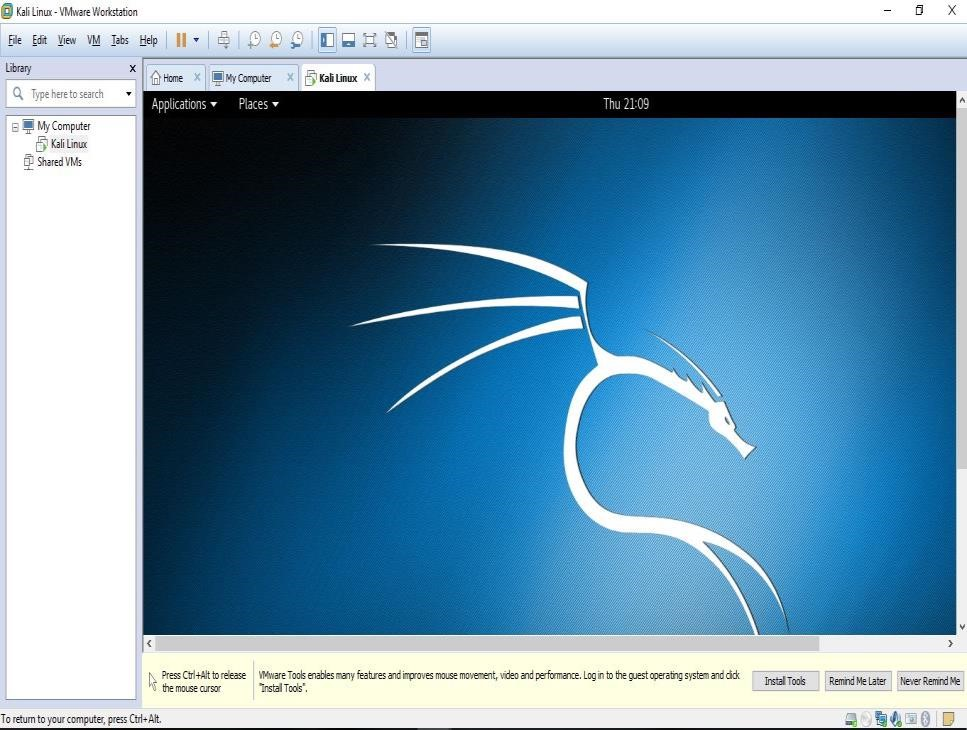 Kali Linux - VMware Workstation
File Edit View VM Tabs Help
Library x
Type here to search
My Computer
Kali Linux
Shared VMs
Home x My Computer x Kali Linux x
Applications Places Thu 21:09
Press Ctrl+Alt to release
the mouse cursor
VMware Tools enables many features and improves mouse movement, video and performance. Log in to the guest operating system and click
"Install Tools".
Install Tools Remind Me Later Never Remind Me
To return to your computer, press Ctrl+Alt.